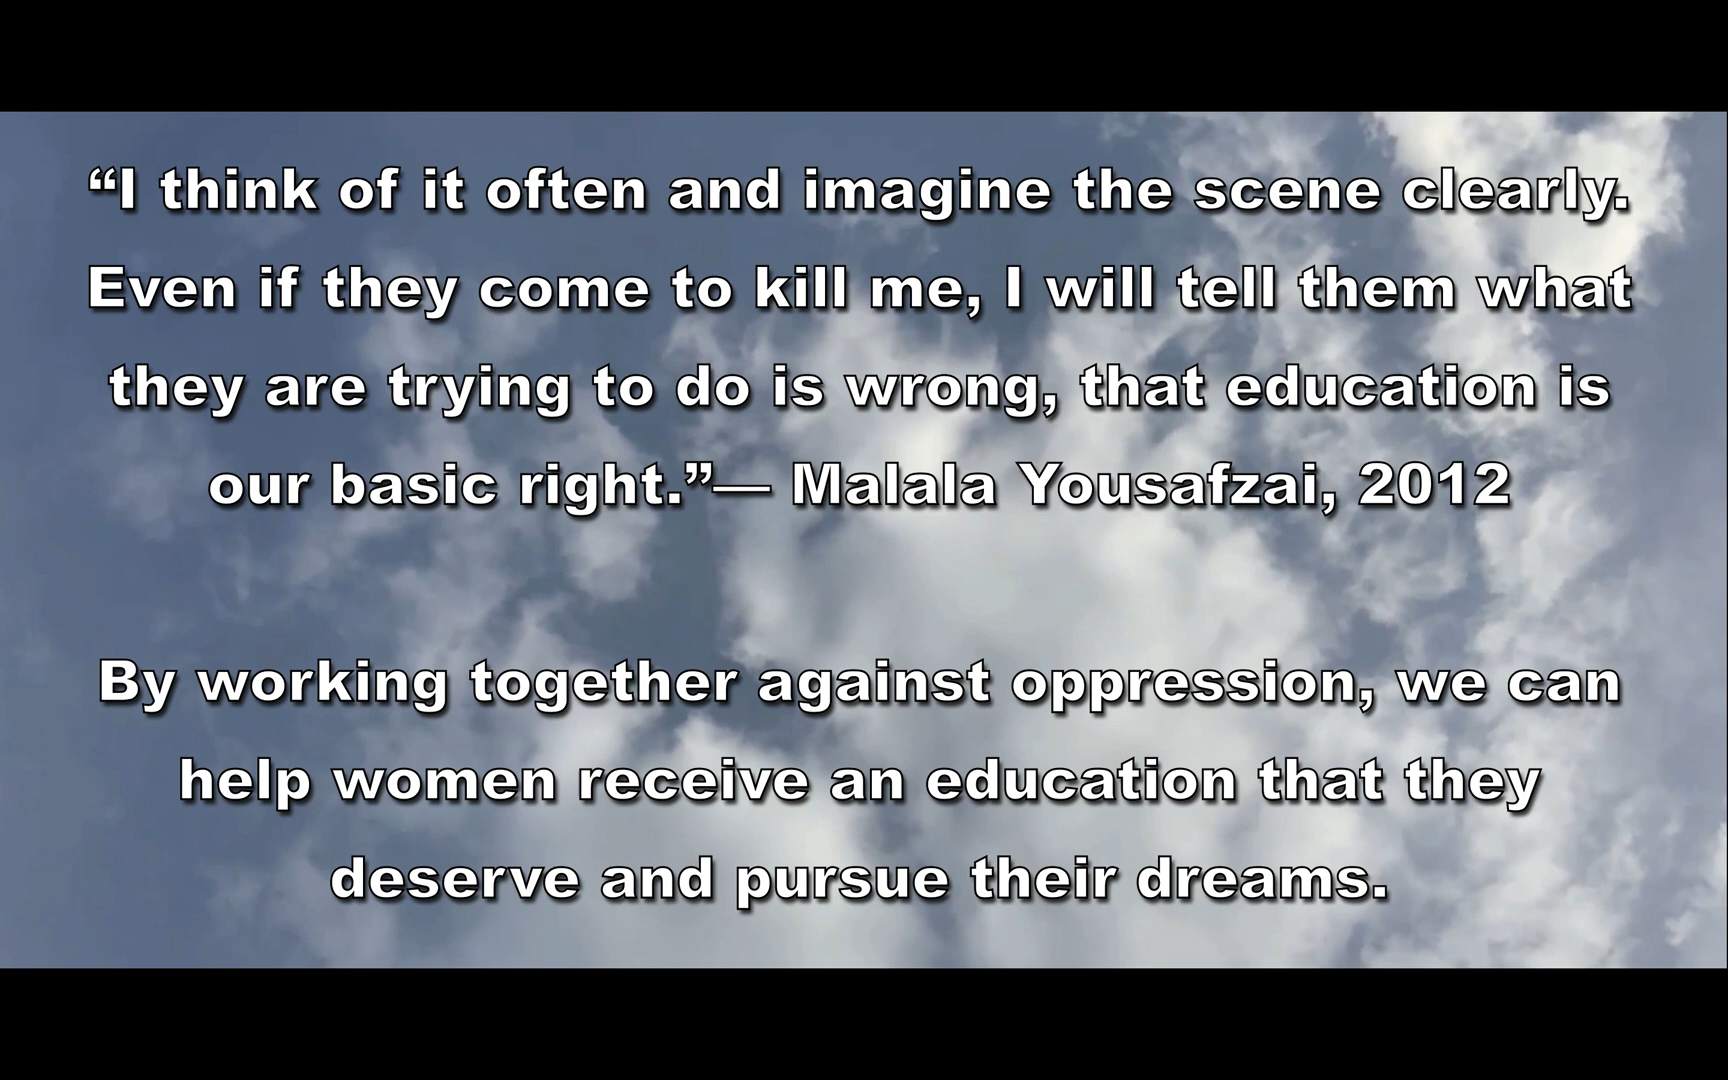 “I think of it often and imagine the scene clearly.
Even if they come to kill me, I will tell them what
they are trying to do is wrong, that education is
our basic right.”— Malala Yousafzai, 2012
By working together against oppression, we can
help women receive an education that they
deserve and pursue their dreams.